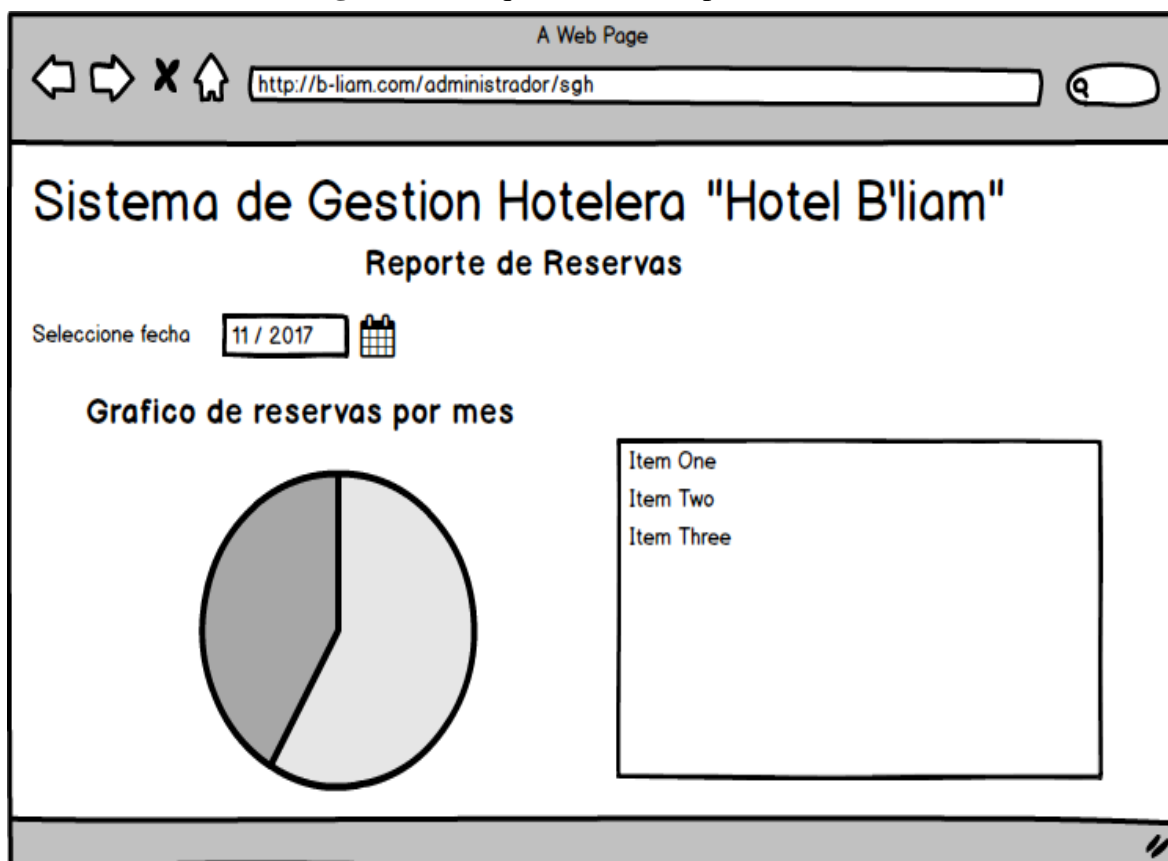 A Web Page
http://b-liam.com/administrador/sgh
Sistema de Gestion Hotelera "Hotel B'liam"
Reporte de Reservas
Seleccione fecha 11 / 2017
Grafico de reservas por mes
Item One
Item Two
Item Three